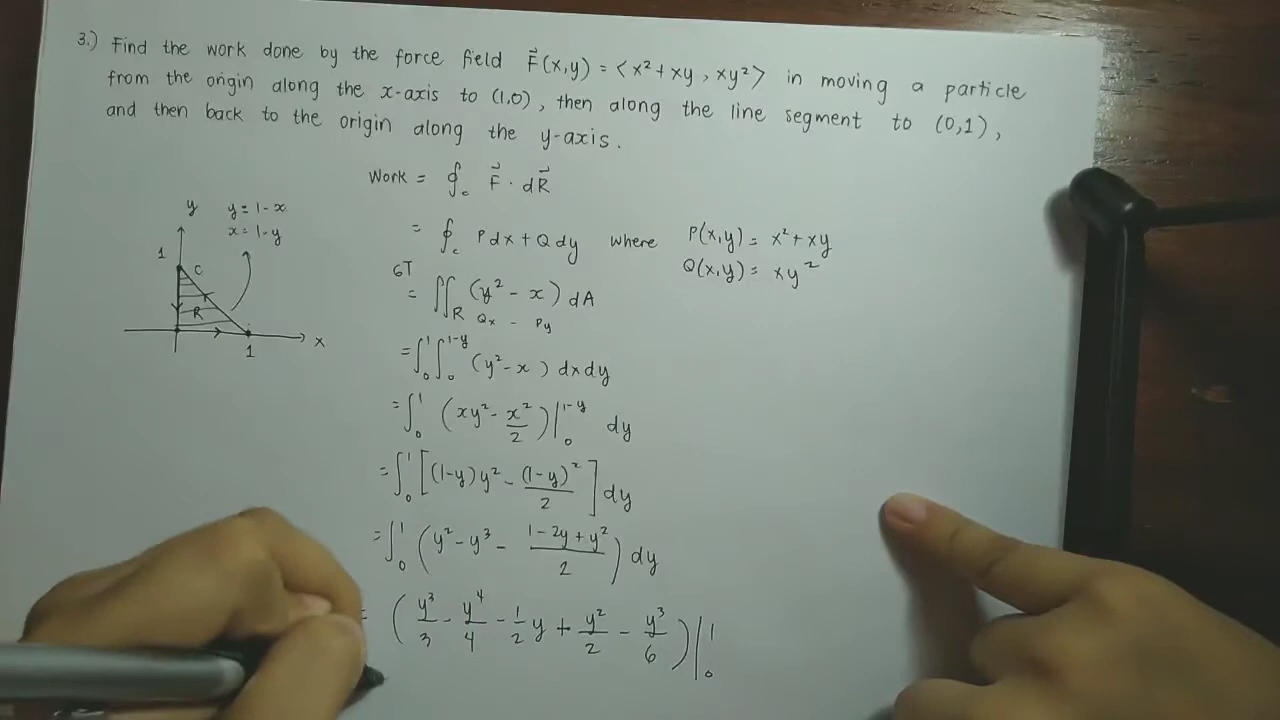 3.) Find the work done by the force field F⃗(x,y) = ⟨x² + xy, xy²⟩ in moving a particle
from the origin along the x-axis to (1,0), then along the line segment to (0,1),
and then back to the origin along the y-axis.
Work = ∮_C F⃗ · dR⃗
= ∮_C Pdx + Qdy where P(x,y) = x² + xy
Q(x,y) = xy²
y
y = 1-x
x = 1-y
1
C
R
1
x
GT
= ∬_R (y² - x) dA
Qx - Py
= ∫₀¹ ∫₀^{1-y} (y² - x) dx dy
= ∫₀¹ (xy² - x²/2) |₀^{1-y} dy
= ∫₀¹ [(1-y)y² - (1-y)²/2] dy
= ∫₀¹ (y² - y³ - (1 - 2y + y²)/2) dy
= (y³/3 - y⁴/4 - 1/2 y + y²/2 - y³/6) |₀¹